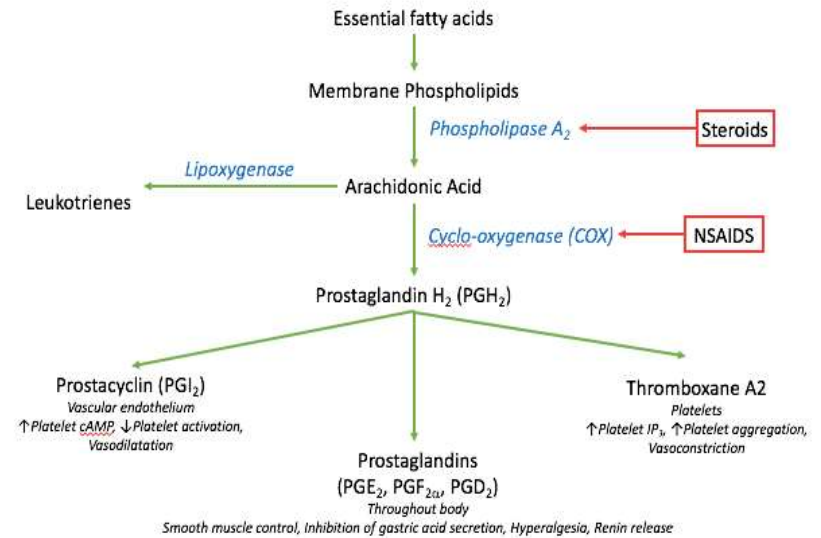 Essential fatty acids
Membrane Phospholipids
Phospholipase A₂
Steroids
Lipoxygenase
Leukotrienes
Arachidonic Acid
Cyclo-oxygenase (COX)
NSAIDS
Prostaglandin H₂ (PGH₂)
Prostacyclin (PGI₂)
Vascular endothelium
↑Platelet cAMP, ↓Platelet activation,
Vasodilatation
Thromboxane A2
Platelets
↑Platelet IP₃, ↑Platelet aggregation,
Vasoconstriction
Prostaglandins
(PGE₂, PGF₂α, PGD₂)
Throughout body
Smooth muscle control, Inhibition of gastric acid secretion, Hyperalgesia, Renin release